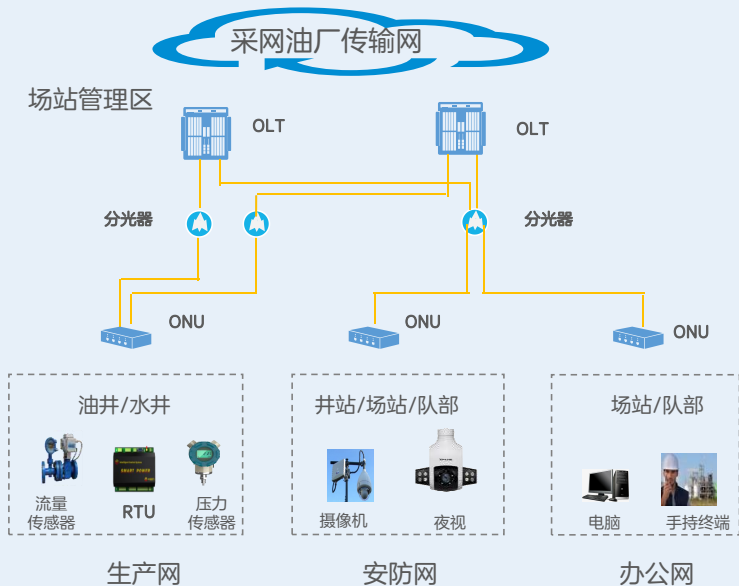 采网油厂传输网
场站管理区
OLT
OLT
分光器
分光器
ONU
ONU
ONU
油井/水井
井站/场站/队部
场站/队部
流量
传感器
RTU
压力
传感器
摄像机
夜视
电脑
手持终端
生产网
安防网
办公网